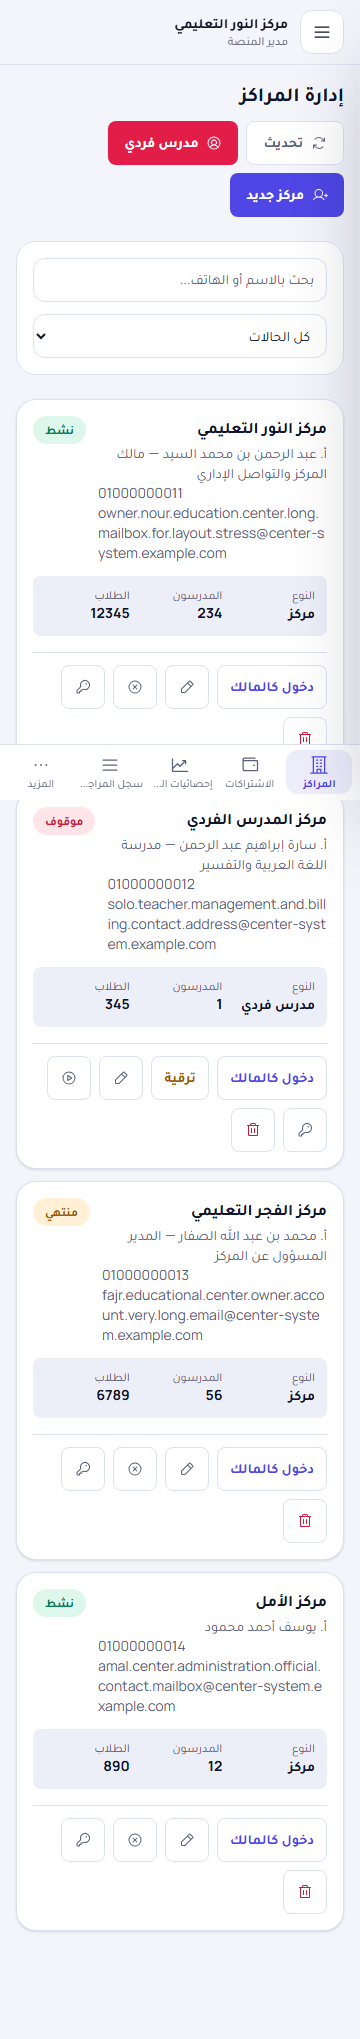 مركز النور التعليمي
مدير المنصة
إدارة المراكز
تحديث
مدرس فردي
مركز جديد
بحث بالاسم أو الهاتف...
كل الحالات
مركز النور التعليمي
نشط
أ. عبد الرحمن بن محمد السيد — مالك
المركز والتواصل الإداري
01000000011
owner.nour.education.center.long.
mailbox.for.layout.stress@center-s
ystem.example.com
النوع
المدرسون
الطلاب
مركز
234
12345
دخول كالمالك
المراكز
الاشتراكات
إحصائيات الـ...
سجل المراجـ...
المزيد
مركز المدرس الفردي
موقوف
أ. سارة إبراهيم عبد الرحمن — مدرسة
اللغة العربية والتفسير
01000000012
solo.teacher.management.and.bill
ing.contact.address@center-syst
em.example.com
النوع
المدرسون
الطلاب
مدرس فردي
1
345
دخول كالمالك
ترقية
مركز الفجر التعليمي
منتهي
أ. محمد بن عبد الله الصفار — المدير
المسؤول عن المركز
01000000013
fajr.educational.center.owner.acco
unt.very.long.email@center-syste
m.example.com
النوع
المدرسون
الطلاب
مركز
56
6789
دخول كالمالك
مركز الأمل
نشط
أ. يوسف أحمد محمود
01000000014
amal.center.administration.official.
contact.mailbox@center-system.e
xample.com
النوع
المدرسون
الطلاب
مركز
12
890
دخول كالمالك